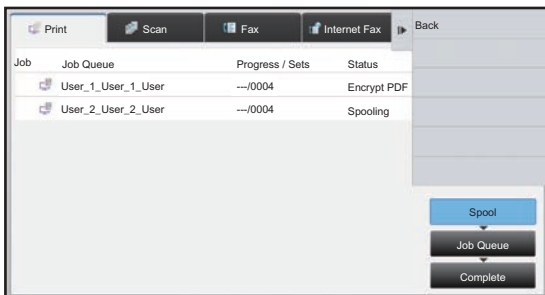 Print Scan Fax Internet Fax Back
Job Job Queue Progress / Sets Status
User_1_User_1_User ---/0004 Encrypt PDF
User_2_User_2_User ---/0004 Spooling
Spool
Job Queue
Complete